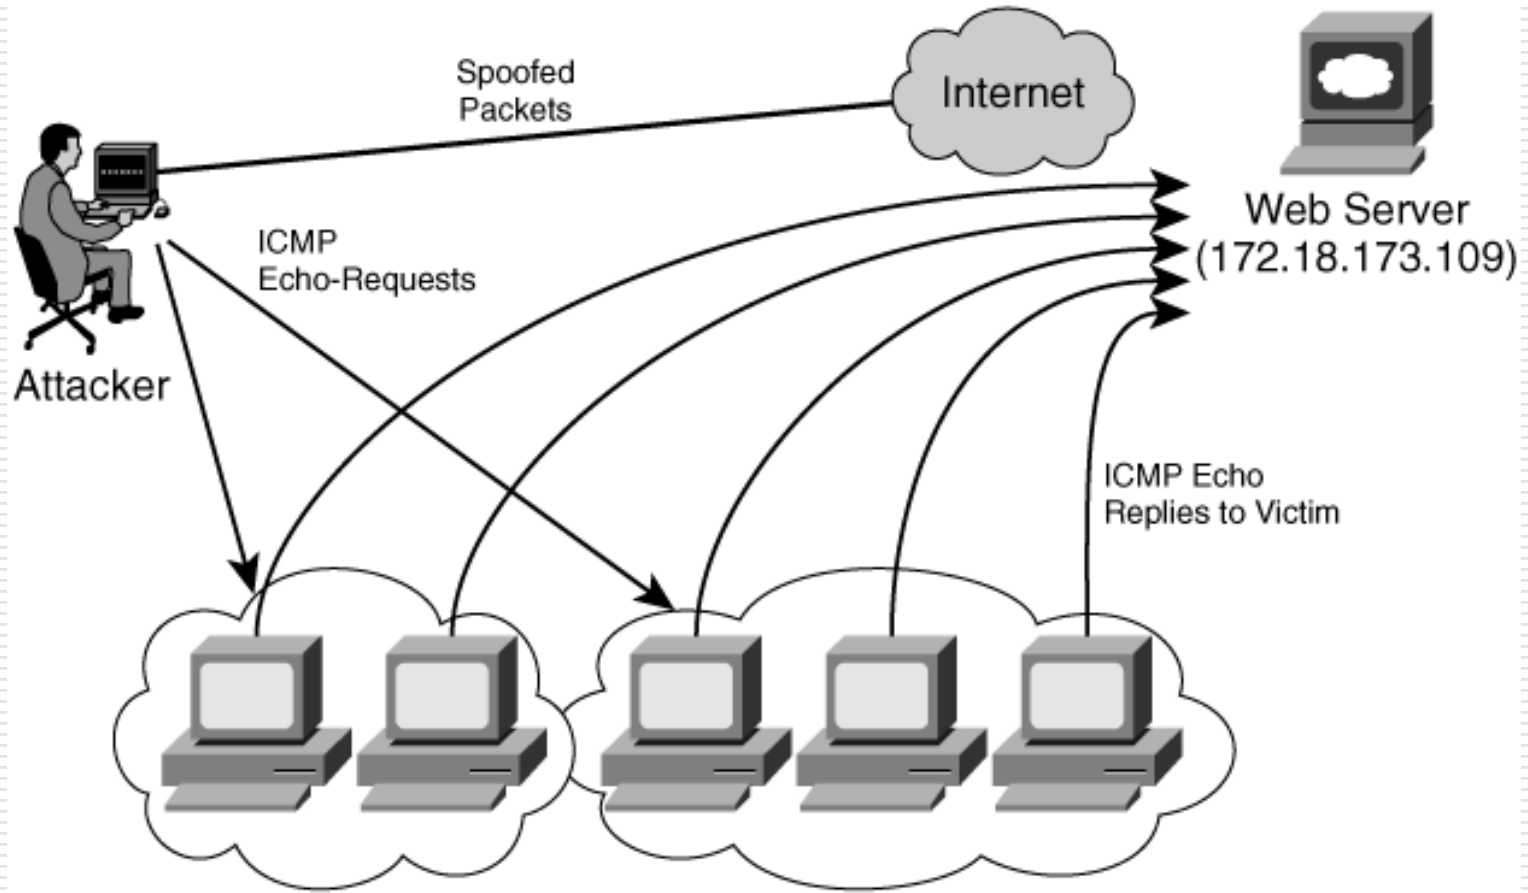 Spoofed
Packets
Internet
Web Server
(172.18.173.109)
ICMP
Echo-Requests
Attacker
ICMP Echo
Replies to Victim